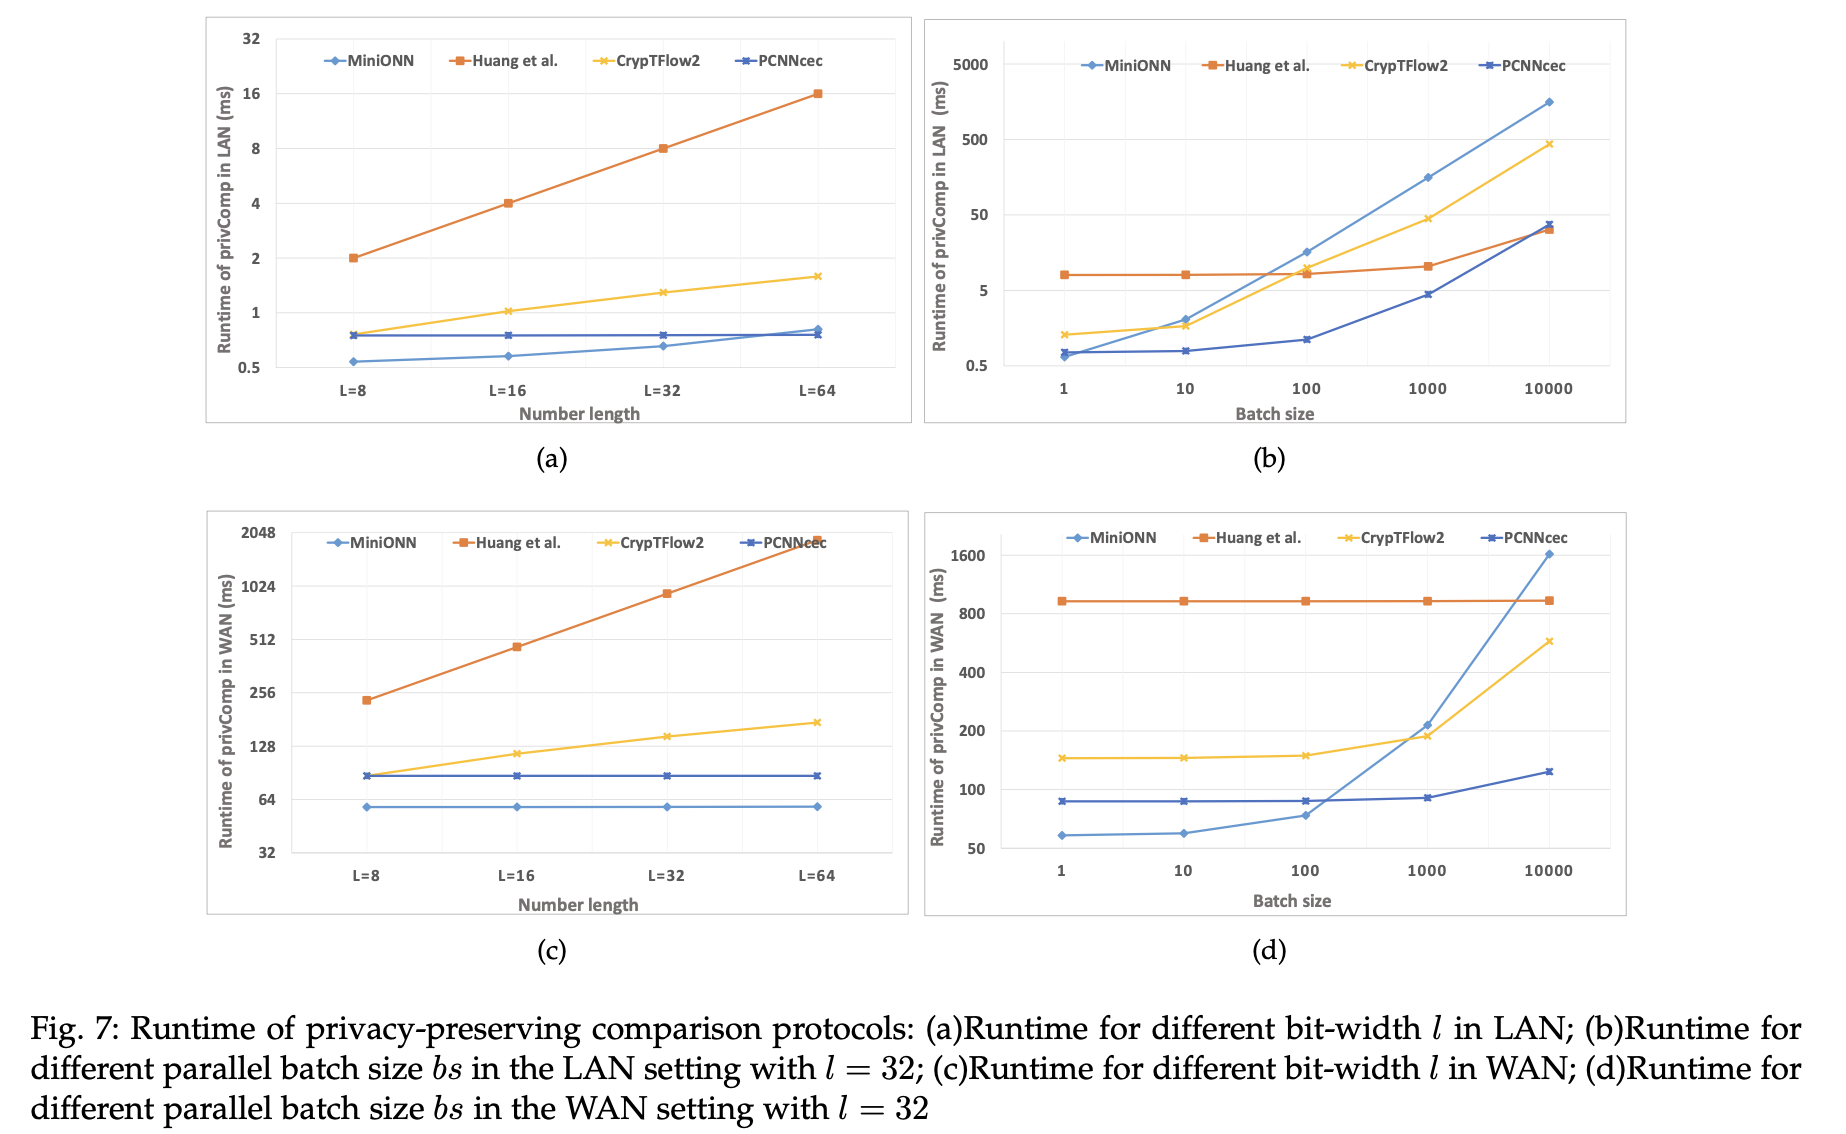 MiniONN Huang et al. CrypTFlow2 PCNNcec
32
16
8
4
2
1
0.5
Runtime of privComp in LAN (ms)
L=8 L=16 L=32 L=64
Number length
(a)
MiniONN Huang et al. CrypTFlow2 PCNNcec
5000
500
50
5
0.5
Runtime of privComp in LAN (ms)
1 10 100 1000 10000
Batch size
(b)
MiniONN Huang et al. CrypTFlow2 PCNNcec
2048
1024
512
256
128
64
32
Runtime of privComp in WAN (ms)
L=8 L=16 L=32 L=64
Number length
(c)
MiniONN Huang et al. CrypTFlow2 PCNNcec
1600
800
400
200
100
50
Runtime of privComp in WAN (ms)
1 10 100 1000 10000
Batch size
(d)
Fig. 7: Runtime of privacy-preserving comparison protocols: (a)Runtime for different bit-width l in LAN; (b)Runtime for
different parallel batch size bs in the LAN setting with l = 32; (c)Runtime for different bit-width l in WAN; (d)Runtime for
different parallel batch size bs in the WAN setting with l = 32